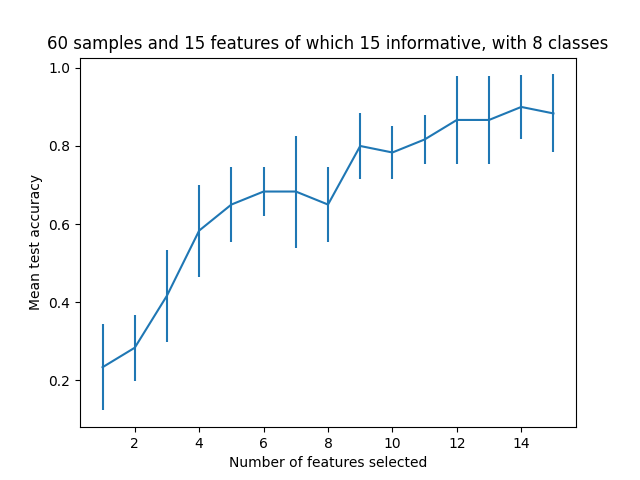 60 samples and 15 features of which 15 informative, with 8 classes
1.0
0.8
0.6
0.4
0.2
Mean test accuracy
2 4 6 8 10 12 14
Number of features selected